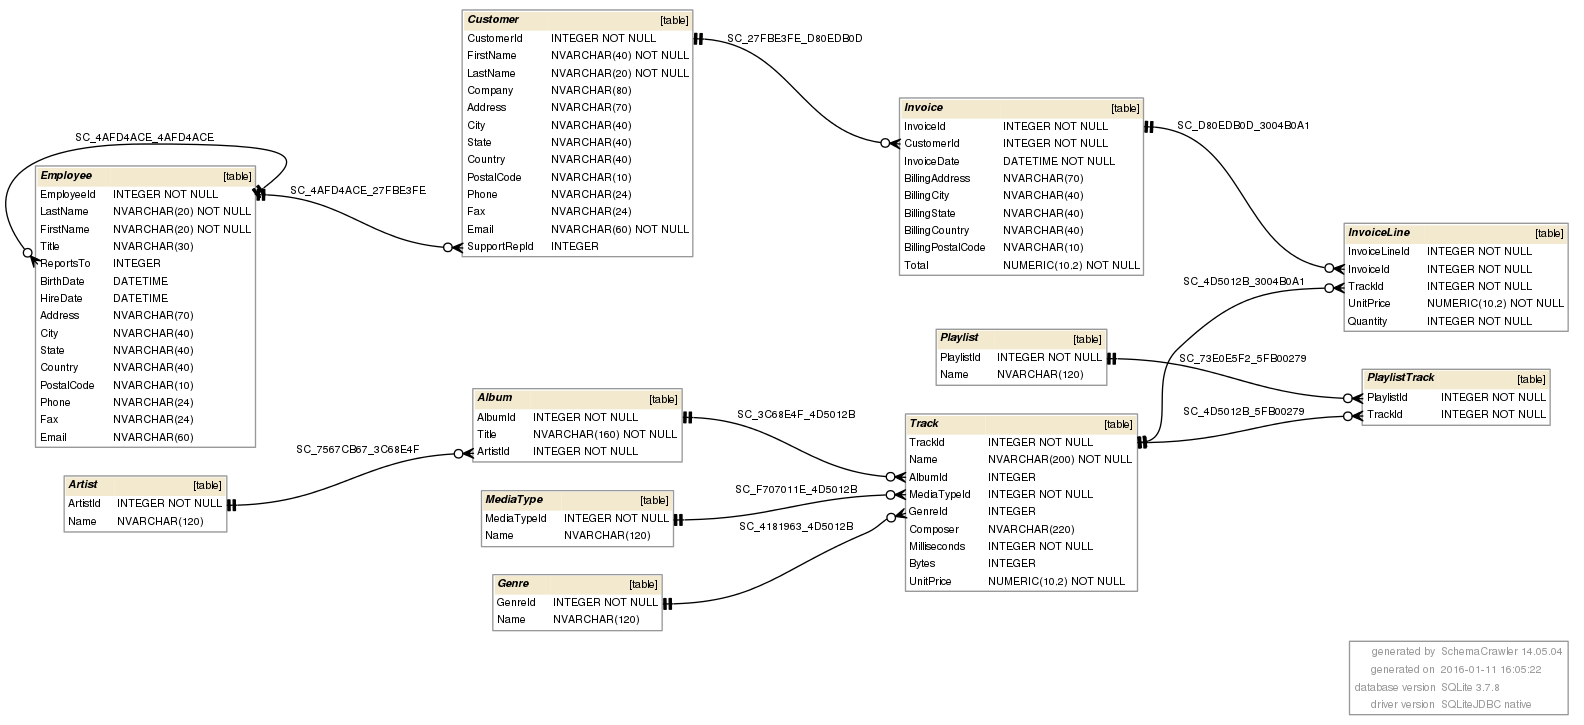 Customer [table]
CustomerId INTEGER NOT NULL
FirstName NVARCHAR(40) NOT NULL
LastName NVARCHAR(20) NOT NULL
Company NVARCHAR(80)
Address NVARCHAR(70)
City NVARCHAR(40)
State NVARCHAR(40)
Country NVARCHAR(40)
PostalCode NVARCHAR(10)
Phone NVARCHAR(24)
Fax NVARCHAR(24)
Email NVARCHAR(60) NOT NULL
SupportRepId INTEGER
SC_27FBE3FE_D80EDB0D
SC_4AFD4ACE_4AFD4ACE
Employee [table]
EmployeeId INTEGER NOT NULL
LastName NVARCHAR(20) NOT NULL
FirstName NVARCHAR(20) NOT NULL
Title NVARCHAR(30)
ReportsTo INTEGER
BirthDate DATETIME
HireDate DATETIME
Address NVARCHAR(70)
City NVARCHAR(40)
State NVARCHAR(40)
Country NVARCHAR(40)
PostalCode NVARCHAR(10)
Phone NVARCHAR(24)
Fax NVARCHAR(24)
Email NVARCHAR(60)
SC_4AFD4ACE_27FBE3FE
Invoice [table]
InvoiceId INTEGER NOT NULL
CustomerId INTEGER NOT NULL
InvoiceDate DATETIME NOT NULL
BillingAddress NVARCHAR(70)
BillingCity NVARCHAR(40)
BillingState NVARCHAR(40)
BillingCountry NVARCHAR(40)
BillingPostalCode NVARCHAR(10)
Total NUMERIC(10,2) NOT NULL
SC_D80EDB0D_3004B0A1
InvoiceLine [table]
InvoiceLineId INTEGER NOT NULL
InvoiceId INTEGER NOT NULL
TrackId INTEGER NOT NULL
UnitPrice NUMERIC(10,2) NOT NULL
Quantity INTEGER NOT NULL
SC_4D5012B_3004B0A1
Playlist [table]
PlaylistId INTEGER NOT NULL
Name NVARCHAR(120)
SC_73E0E5F2_5FB00279
PlaylistTrack [table]
PlaylistId INTEGER NOT NULL
TrackId INTEGER NOT NULL
SC_4D5012B_5FB00279
Album [table]
AlbumId INTEGER NOT NULL
Title NVARCHAR(160) NOT NULL
ArtistId INTEGER NOT NULL
SC_3C68E4F_4D5012B
Track [table]
TrackId INTEGER NOT NULL
Name NVARCHAR(200) NOT NULL
AlbumId INTEGER
MediaTypeId INTEGER NOT NULL
GenreId INTEGER
Composer NVARCHAR(220)
Milliseconds INTEGER NOT NULL
Bytes INTEGER
UnitPrice NUMERIC(10,2) NOT NULL
SC_7567CB67_3C68E4F
Artist [table]
ArtistId INTEGER NOT NULL
Name NVARCHAR(120)
MediaType [table]
MediaTypeId INTEGER NOT NULL
Name NVARCHAR(120)
SC_F707011E_4D5012B
SC_4181963_4D5012B
Genre [table]
GenreId INTEGER NOT NULL
Name NVARCHAR(120)
generated by SchemaCrawler 14.05.04
generated on 2016-01-11 16:05:22
database version SQLite 3.7.8
driver version SQLiteJDBC native